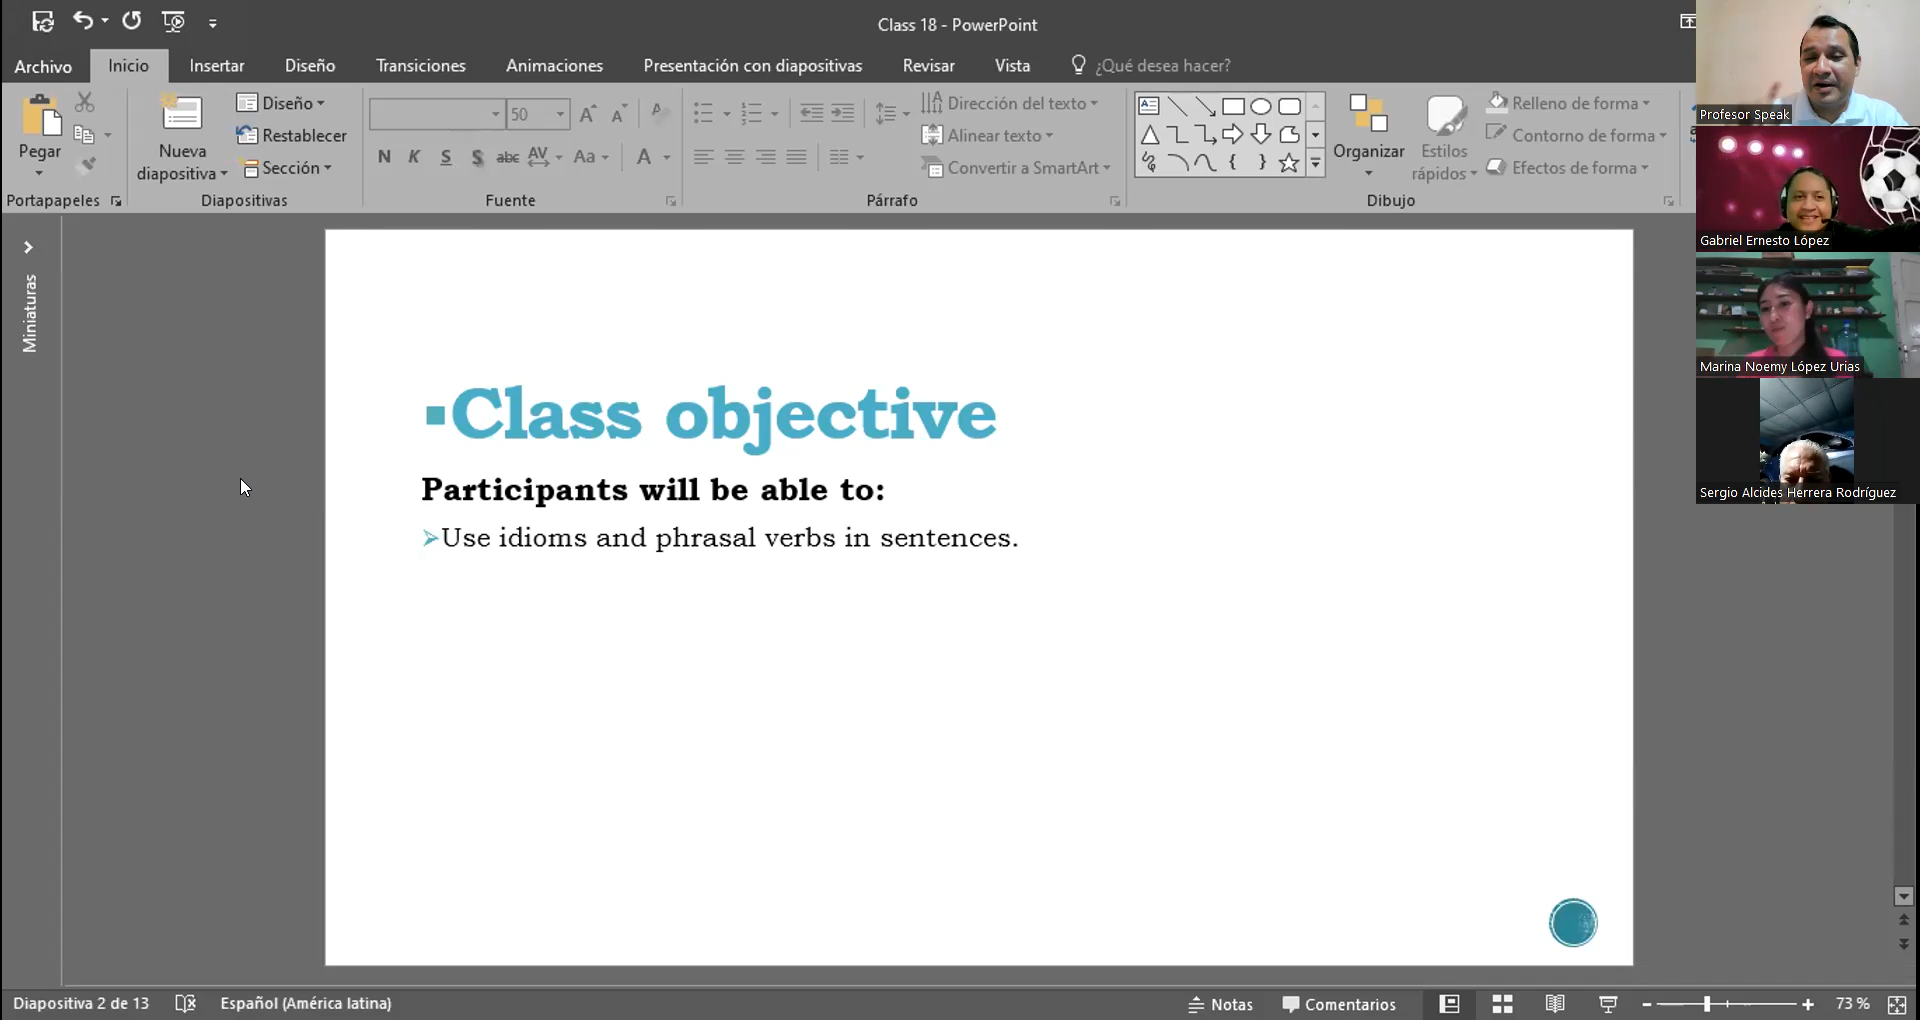 Class 18 - PowerPoint
Archivo
Inicio
Insertar
Diseño
Transiciones
Animaciones
Presentación con diapositivas
Revisar
Vista
¿Qué desea hacer?
Pegar
Portapapeles
Nueva
diapositiva
Diseño
Restablecer
Sección
Diapositivas
50
N K S S abc AV Aa A
Fuente
Dirección del texto
Alinear texto
Convertir a SmartArt
Párrafo
Organizar
Estilos
rápidos
Relleno de forma
Contorno de forma
Efectos de forma
Dibujo
Profesor Speak
Gabriel Ernesto López
Marina Noemy López Urias
Sergio Alcides Herrera Rodríguez
Miniaturas
Class objective
Participants will be able to:
Use idioms and phrasal verbs in sentences.
Diapositiva 2 de 13
Español (América latina)
Notas
Comentarios
73 %